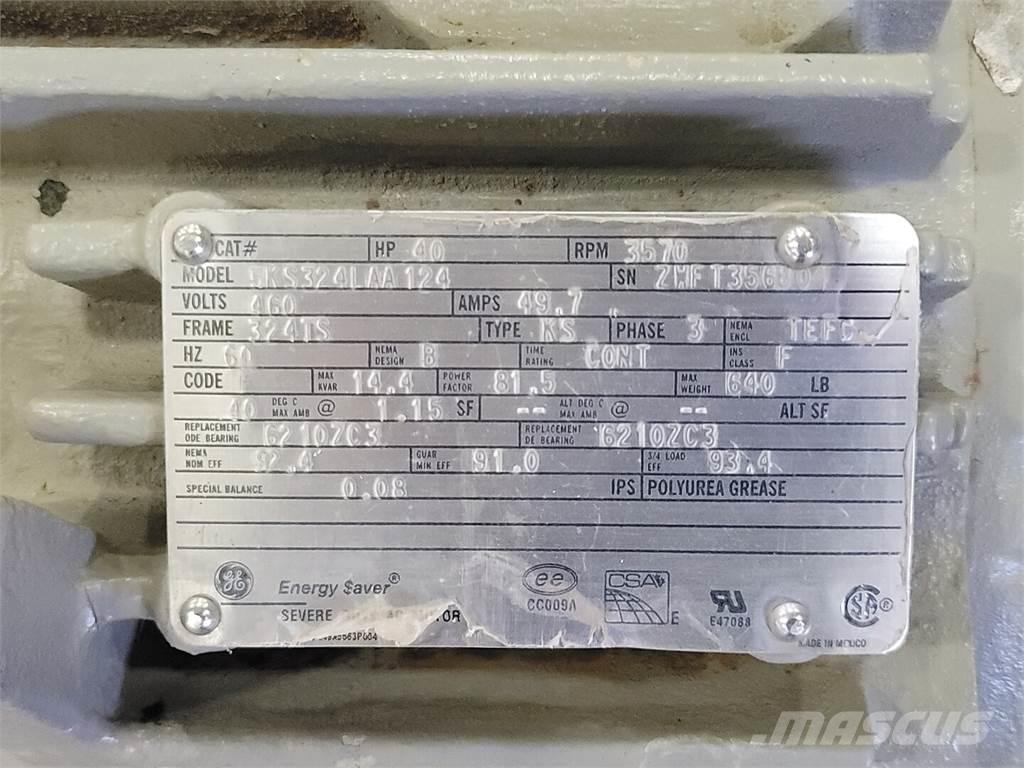 CAT# HP 40 RPM 3570
MODEL KS324LAA124 SN
VOLTS 460 AMPS 49.7
FRAME 324TS TYPE KS PHASE 3 NEMA ENCL TEFC
HZ 60 NEMA DESIGN B TIME RATING CONT INS CLASS F
CODE MAX KVAR 14.4 POWER FACTOR 81.5 MAX WEIGHT 640 LB
40 DEG C MAX AMB @ 1.15 SF -- ALT DEG C MAX AMB @ -- ALT SF
REPLACEMENT ODE BEARING 6210ZC3 REPLACEMENT DE BEARING 6210ZC3
NEMA NOM EFF 92.4 GUAR MIN EFF 91.0 3/4 LOAD EFF 93.4
SPECIAL BALANCE 0.08 IPS POLYUREA GREASE
GE Energy $aver® ee CSA
CC009A
SEVERE E E47088 SA ®
MADE IN MEXICO
MASCUS